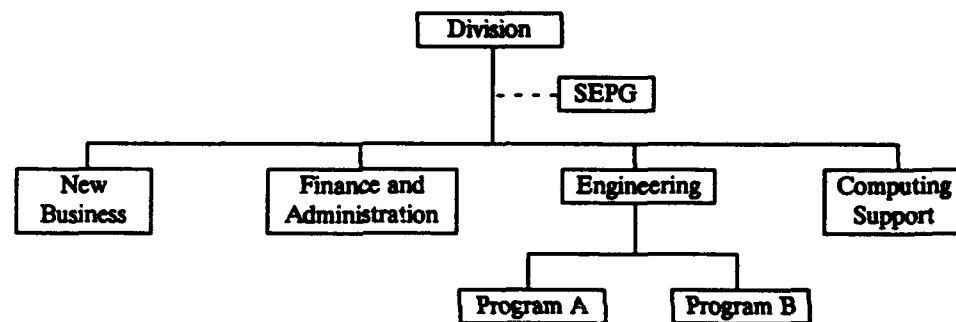 Division
SEPG
New
Business
Finance and
Administration
Engineering
Computing
Support
Program A
Program B